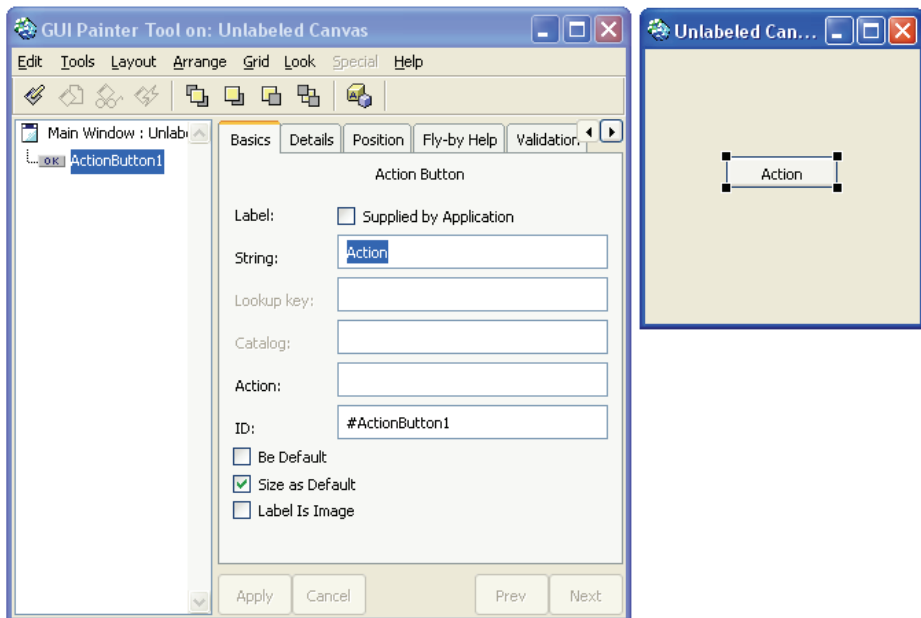 GUI Painter Tool on: Unlabeled Canvas
Edit Tools Layout Arrange Grid Look Special Help
Main Window : Unlab
OK ActionButton1
Basics Details Position Fly-by Help Validation
Action Button
Label: Supplied by Application
String: Action
Lookup key:
Catalog:
Action:
ID: #ActionButton1
Be Default
Size as Default
Label Is Image
Apply Cancel Prev Next
Unlabeled Can...
Action